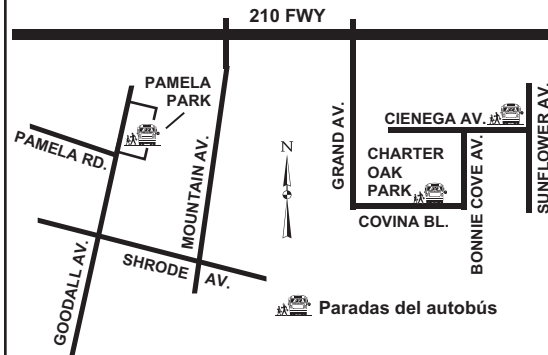 210 FWY
PAMELA
PARK
PAMELA RD.
MOUNTAIN AV.
GOODALL AV.
SHRODE AV.
N
GRAND AV.
CIENEGA AV.
CHARTER
OAK
PARK
COVINA BL.
BONNIE COVE AV.
SUNFLOWER AV.
Paradas del autobús